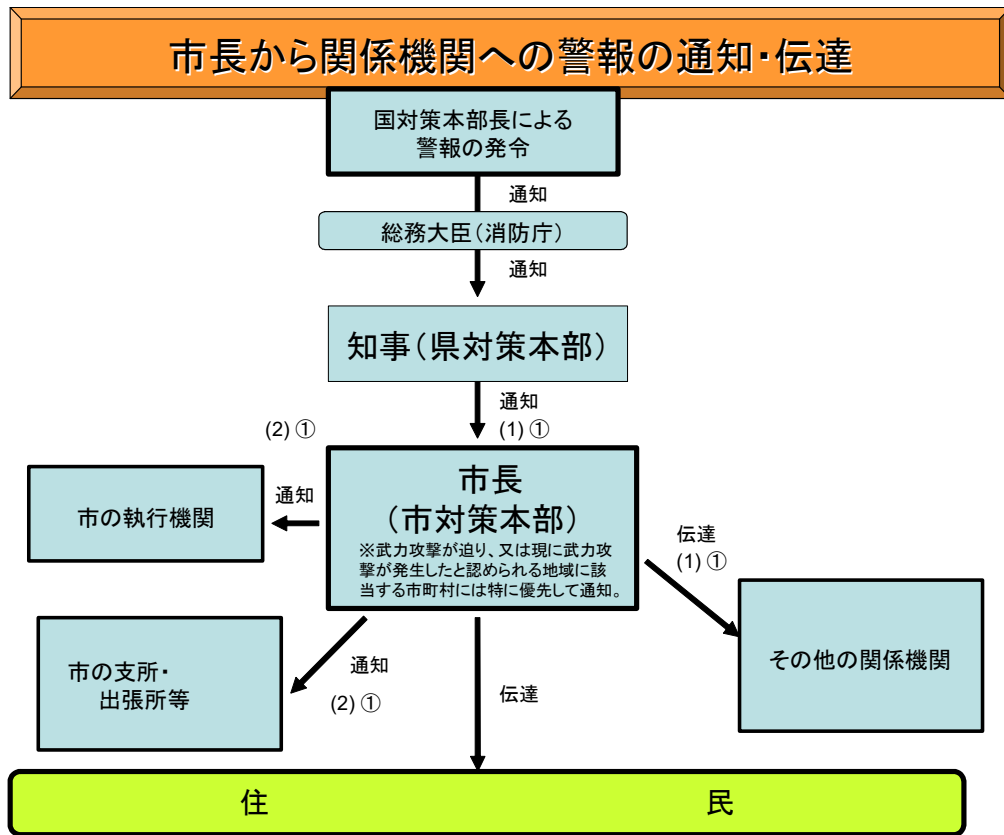 市長から関係機関への警報の通知・伝達
国対策本部長による
警報の発令
通知
総務大臣（消防庁）
通知
知事（県対策本部）
通知
(2) ①
(1) ①
市長
（市対策本部）
※武力攻撃が迫り、又は現に武力攻
撃が発生したと認められる地域に該
当する市町村には特に優先して通知。
通知
市の執行機関
伝達
(1) ①
市の支所・
出張所等
通知
(2) ①
伝達
その他の関係機関
住　民